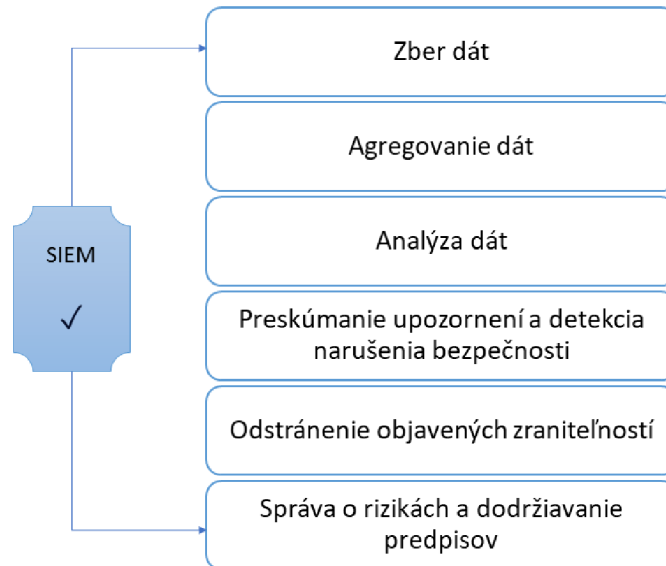 Zber dát
Agregovanie dát
SIEM
✓
Analýza dát
Preskúmanie upozornení a detekcia
narušenia bezpečnosti
Odstránenie objavených zraniteľností
Správa o rizikách a dodržiavanie
predpisov